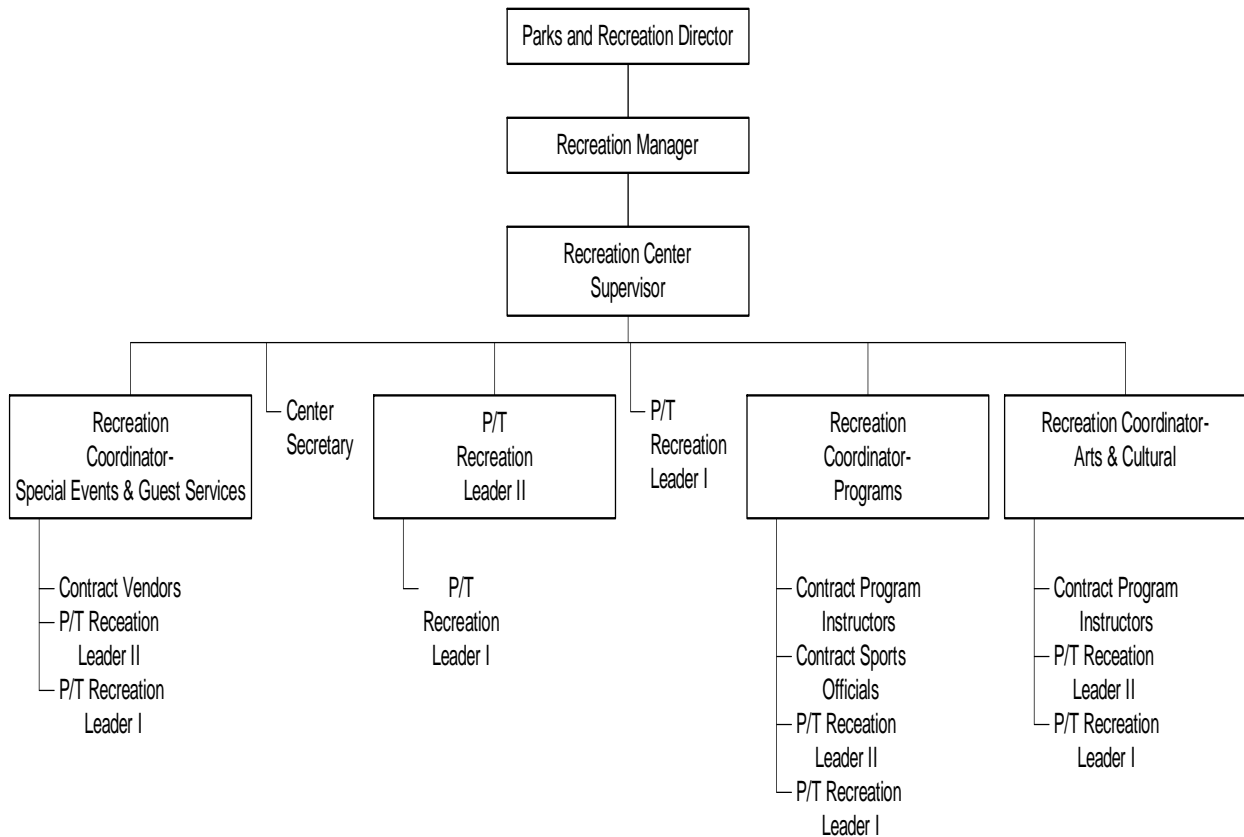 Parks and Recreation Director
Recreation Manager
Recreation Center
Supervisor
Recreation
Coordinator-
Special Events & Guest Services
Center
Secretary
P/T
Recreation
Leader II
P/T
Recreation
Leader I
Recreation
Coordinator-
Programs
Recreation Coordinator-
Arts & Cultural
Contract Vendors
P/T Receation
Leader II
P/T Recreation
Leader I
P/T
Recreation
Leader I
Contract Program
Instructors
Contract Sports
Officials
P/T Receation
Leader II
P/T Recreation
Leader I
Contract Program
Instructors
P/T Receation
Leader II
P/T Recreation
Leader I